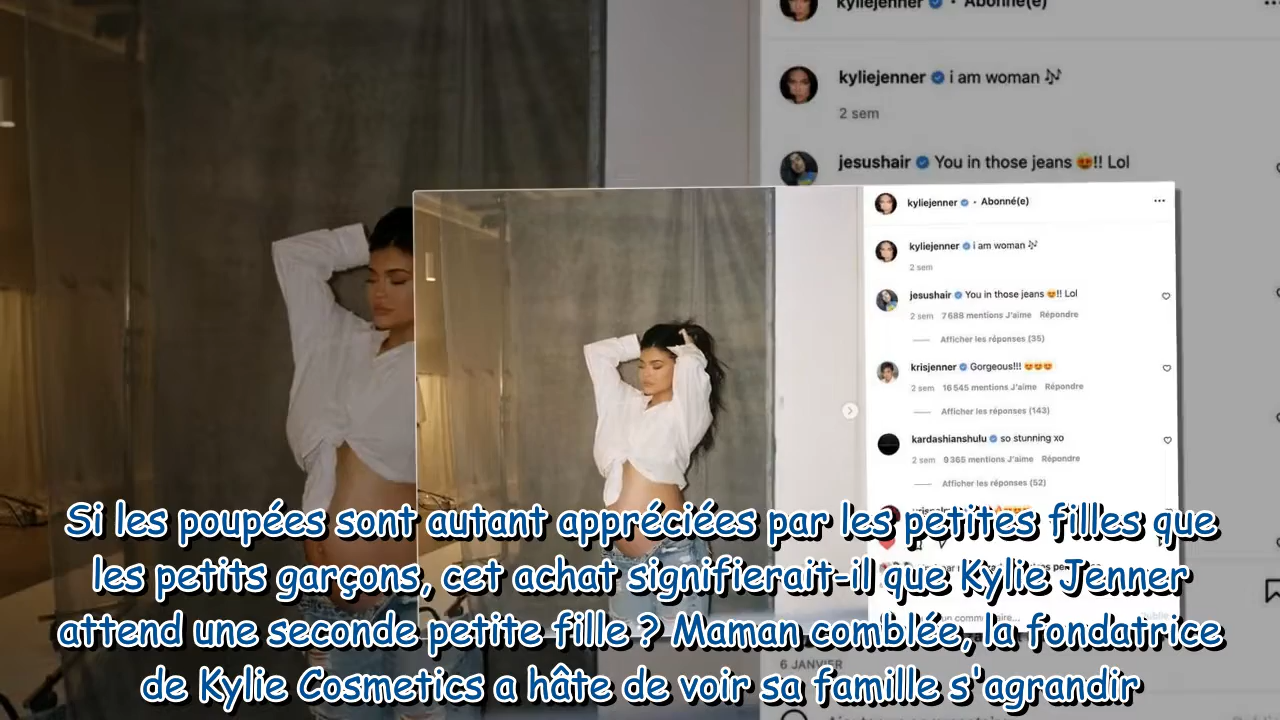 kyliejenner • Abonné(e)
kyliejenner i am woman 🎶
2 sem
jesushair You in those jeans 😍!! Lol
kyliejenner • Abonné(e)
kyliejenner i am woman 🎶
2 sem
jesushair You in those jeans 😍!! Lol
2 sem 7 688 mentions J'aime Répondre
Afficher les réponses (35)
krisjenner Gorgeous!!! 😍😍😍
2 sem 16 545 mentions J'aime Répondre
Afficher les réponses (143)
kardashianshulu so stunning xo
2 sem 9 365 mentions J'aime Répondre
Afficher les réponses (52)
Si les poupées sont autant appréciées par les petites filles que
les petits garçons, cet achat signifierait-il que Kylie Jenner
attend une seconde petite fille ? Maman comblée, la fondatrice
de Kylie Cosmetics a hâte de voir sa famille s'agrandir
6 JANVIER